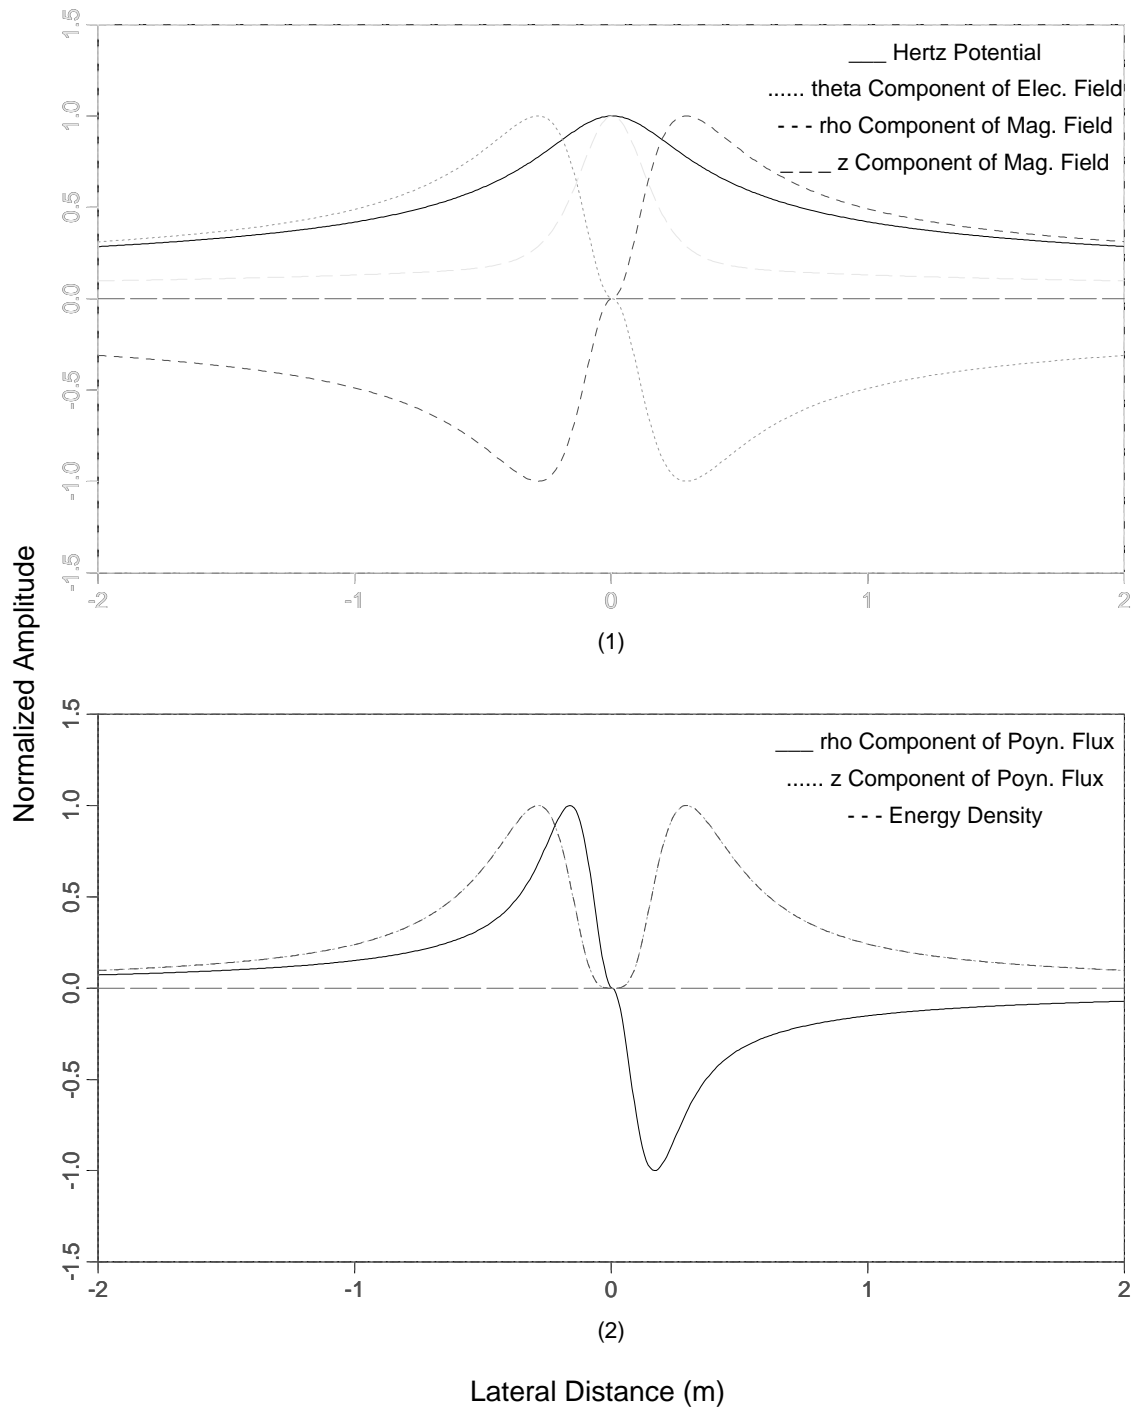 1.5
___ Hertz Potential
...... theta Component of Elec. Field
1.0
- - - rho Component of Mag. Field
_ _ _ z Component of Mag. Field
0.5
0.0
-0.5
-1.0
-1.5
-2 -1 0 1 2
(1)
Normalized Amplitude
1.5
___ rho Component of Poyn. Flux
...... z Component of Poyn. Flux
1.0
- - - Energy Density
0.5
0.0
-0.5
-1.0
-1.5
-2 -1 0 1 2
(2)
Lateral Distance (m)